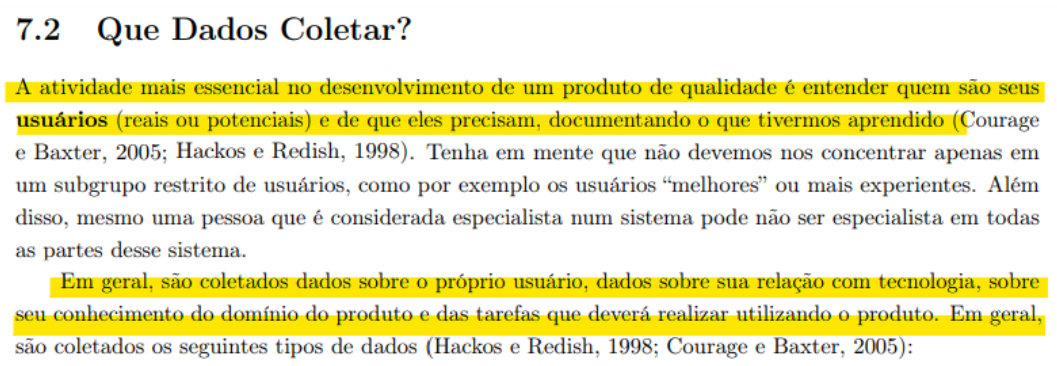 7.2 Que Dados Coletar?
A atividade mais essencial no desenvolvimento de um produto de qualidade é entender quem são seus
usuários (reais ou potenciais) e de que eles precisam, documentando o que tivermos aprendido (Courage
e Baxter, 2005; Hackos e Redish, 1998). Tenha em mente que não devemos nos concentrar apenas em
um subgrupo restrito de usuários, como por exemplo os usuários “melhores” ou mais experientes. Além
disso, mesmo uma pessoa que é considerada especialista num sistema pode não ser especialista em todas
as partes desse sistema.
Em geral, são coletados dados sobre o próprio usuário, dados sobre sua relação com tecnologia, sobre
seu conhecimento do domínio do produto e das tarefas que deverá realizar utilizando o produto. Em geral,
são coletados os seguintes tipos de dados (Hackos e Redish, 1998; Courage e Baxter, 2005):